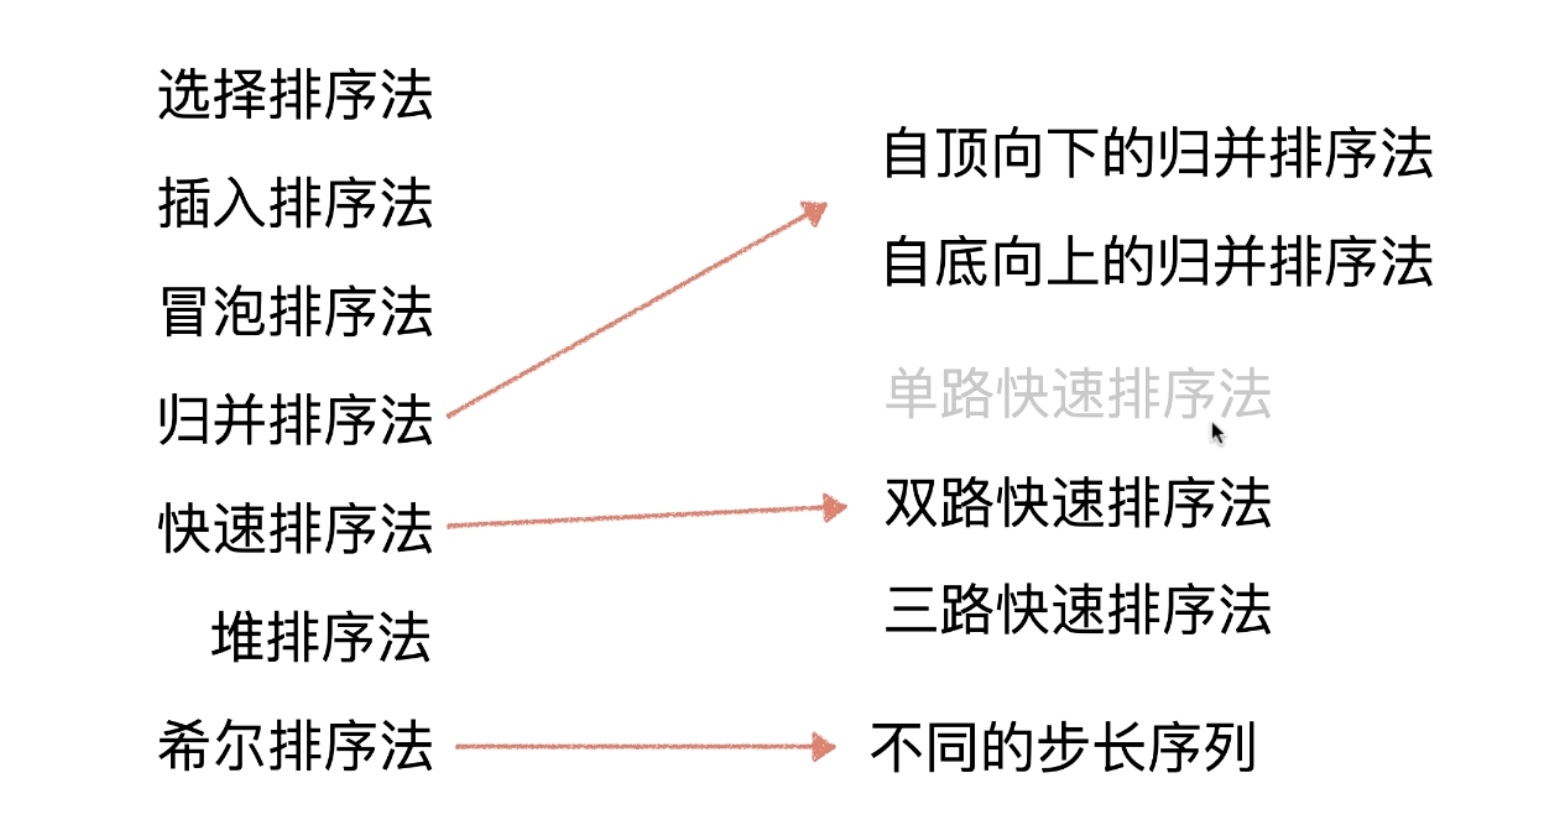 选择排序法
插入排序法
冒泡排序法
归并排序法
快速排序法
堆排序法
希尔排序法
自顶向下的归并排序法
自底向上的归并排序法
单路快速排序法
双路快速排序法
三路快速排序法
不同的步长序列